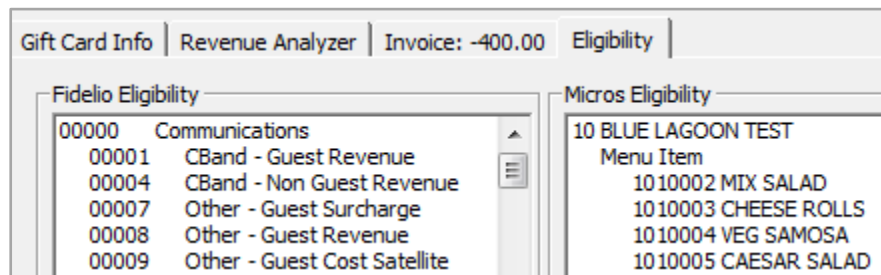 Gift Card Info Revenue Analyzer Invoice: -400.00 Eligibility
Fidelio Eligibility
00000 Communications
00001 CBand - Guest Revenue
00004 CBand - Non Guest Revenue
00007 Other - Guest Surcharge
00008 Other - Guest Revenue
00009 Other - Guest Cost Satellite
Micros Eligibility
10 BLUE LAGOON TEST
Menu Item
1010002 MIX SALAD
1010003 CHEESE ROLLS
1010004 VEG SAMOSA
1010005 CAESAR SALAD